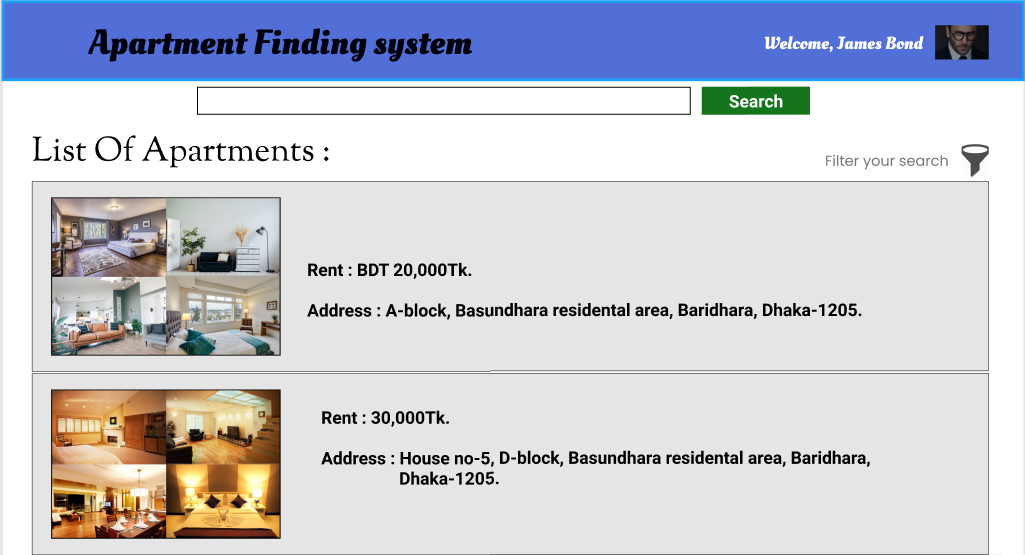 Apartment Finding system
Welcome, James Bond
Search
List Of Apartments :
Filter your search
Rent : BDT 20,000Tk.
Address : A-block, Basundhara residental area, Baridhara, Dhaka-1205.
Rent : 30,000Tk.
Address : House no-5, D-block, Basundhara residental area, Baridhara,
Dhaka-1205.